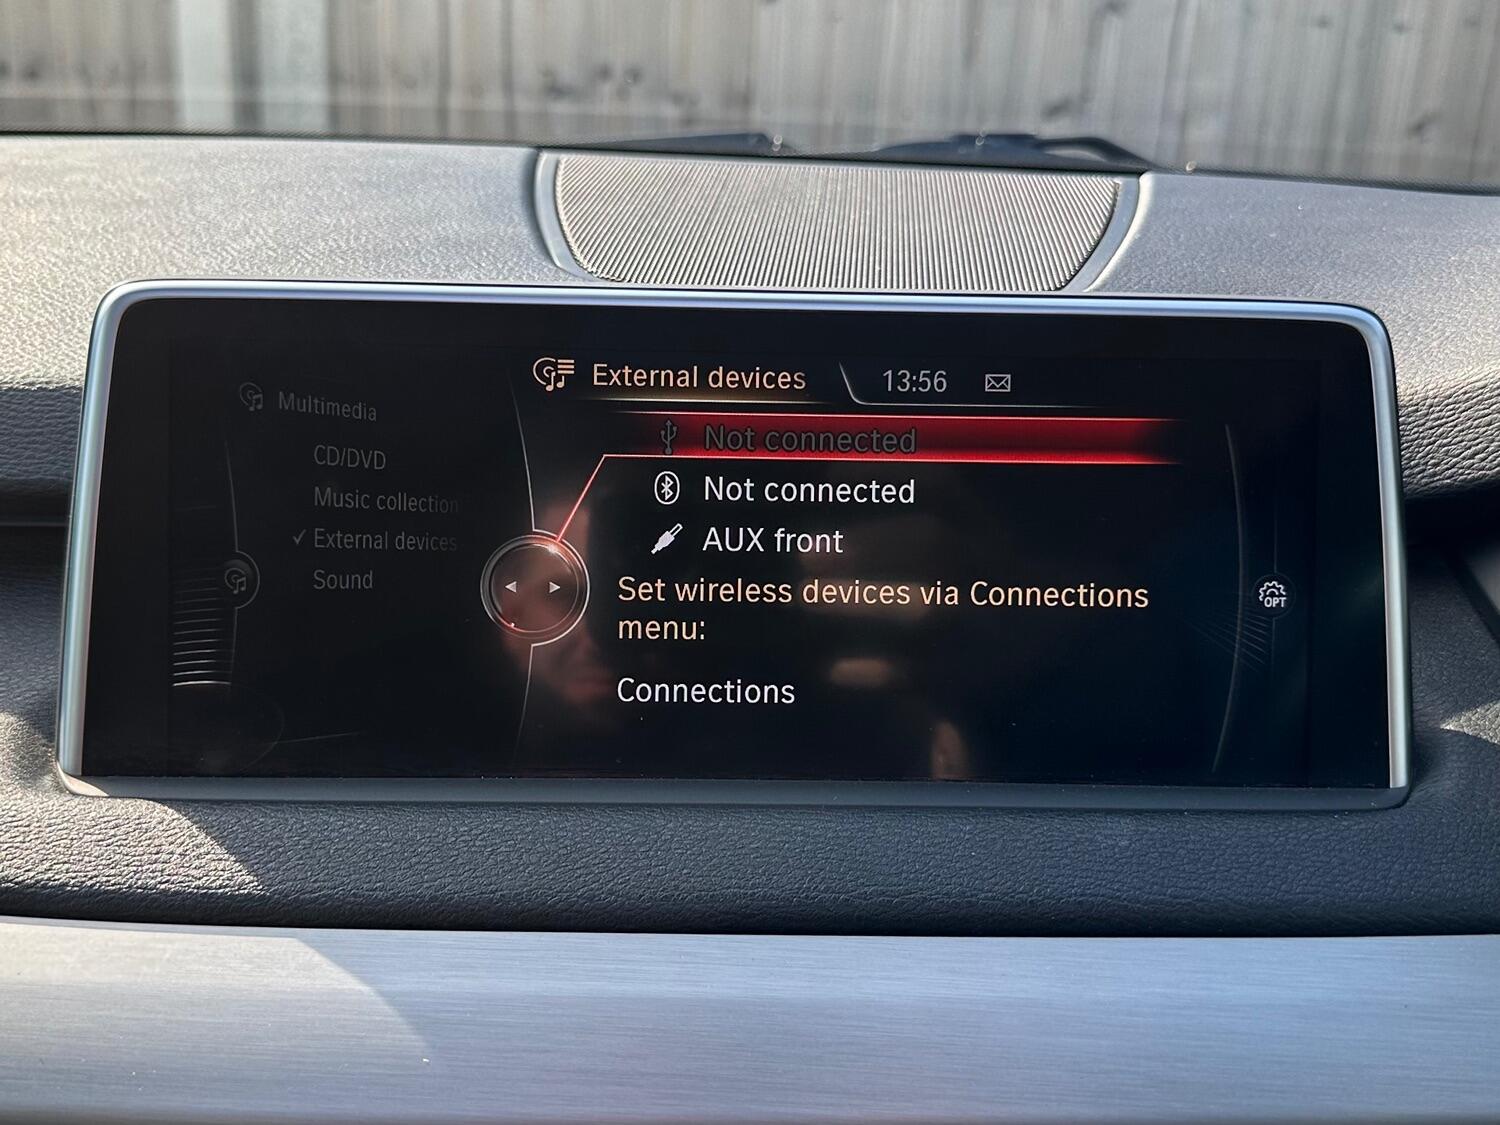 Multimedia
CD/DVD
Music collection
✓ External devices
Sound
External devices
13:56
Not connected
Not connected
AUX front
Set wireless devices via Connections
menu:
Connections
OPT